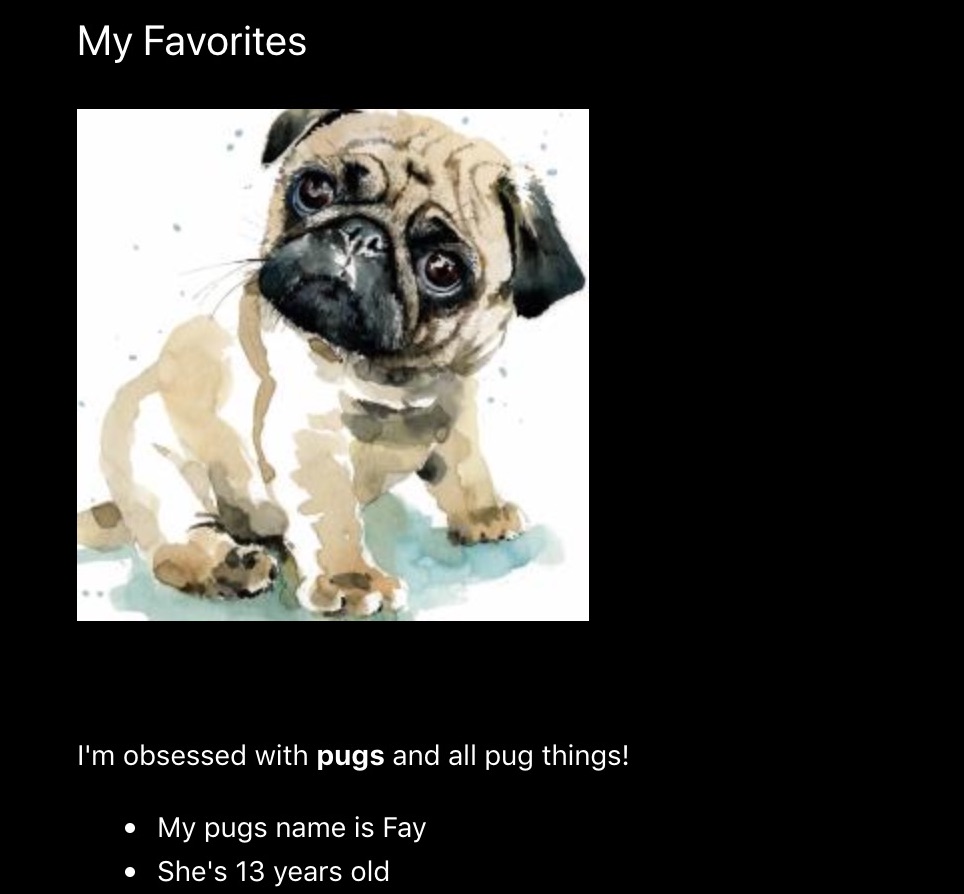 My Favorites
I'm obsessed with pugs and all pug things!
• My pugs name is Fay
• She's 13 years old